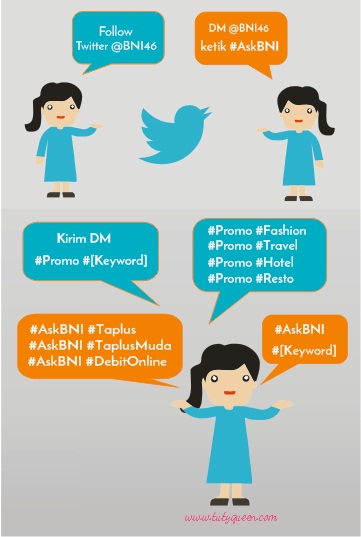 Follow
Twitter @BNI46
DM @BNI46
ketik #AskBNI
Kirim DM
#Promo #[Keyword]
#Promo #Fashion
#Promo #Travel
#Promo #Hotel
#Promo #Resto
#AskBNI #Taplus
#AskBNI #TaplusMuda
#AskBNI #DebitOnline
#AskBNI
#[Keyword]
www.tutyqueen.com